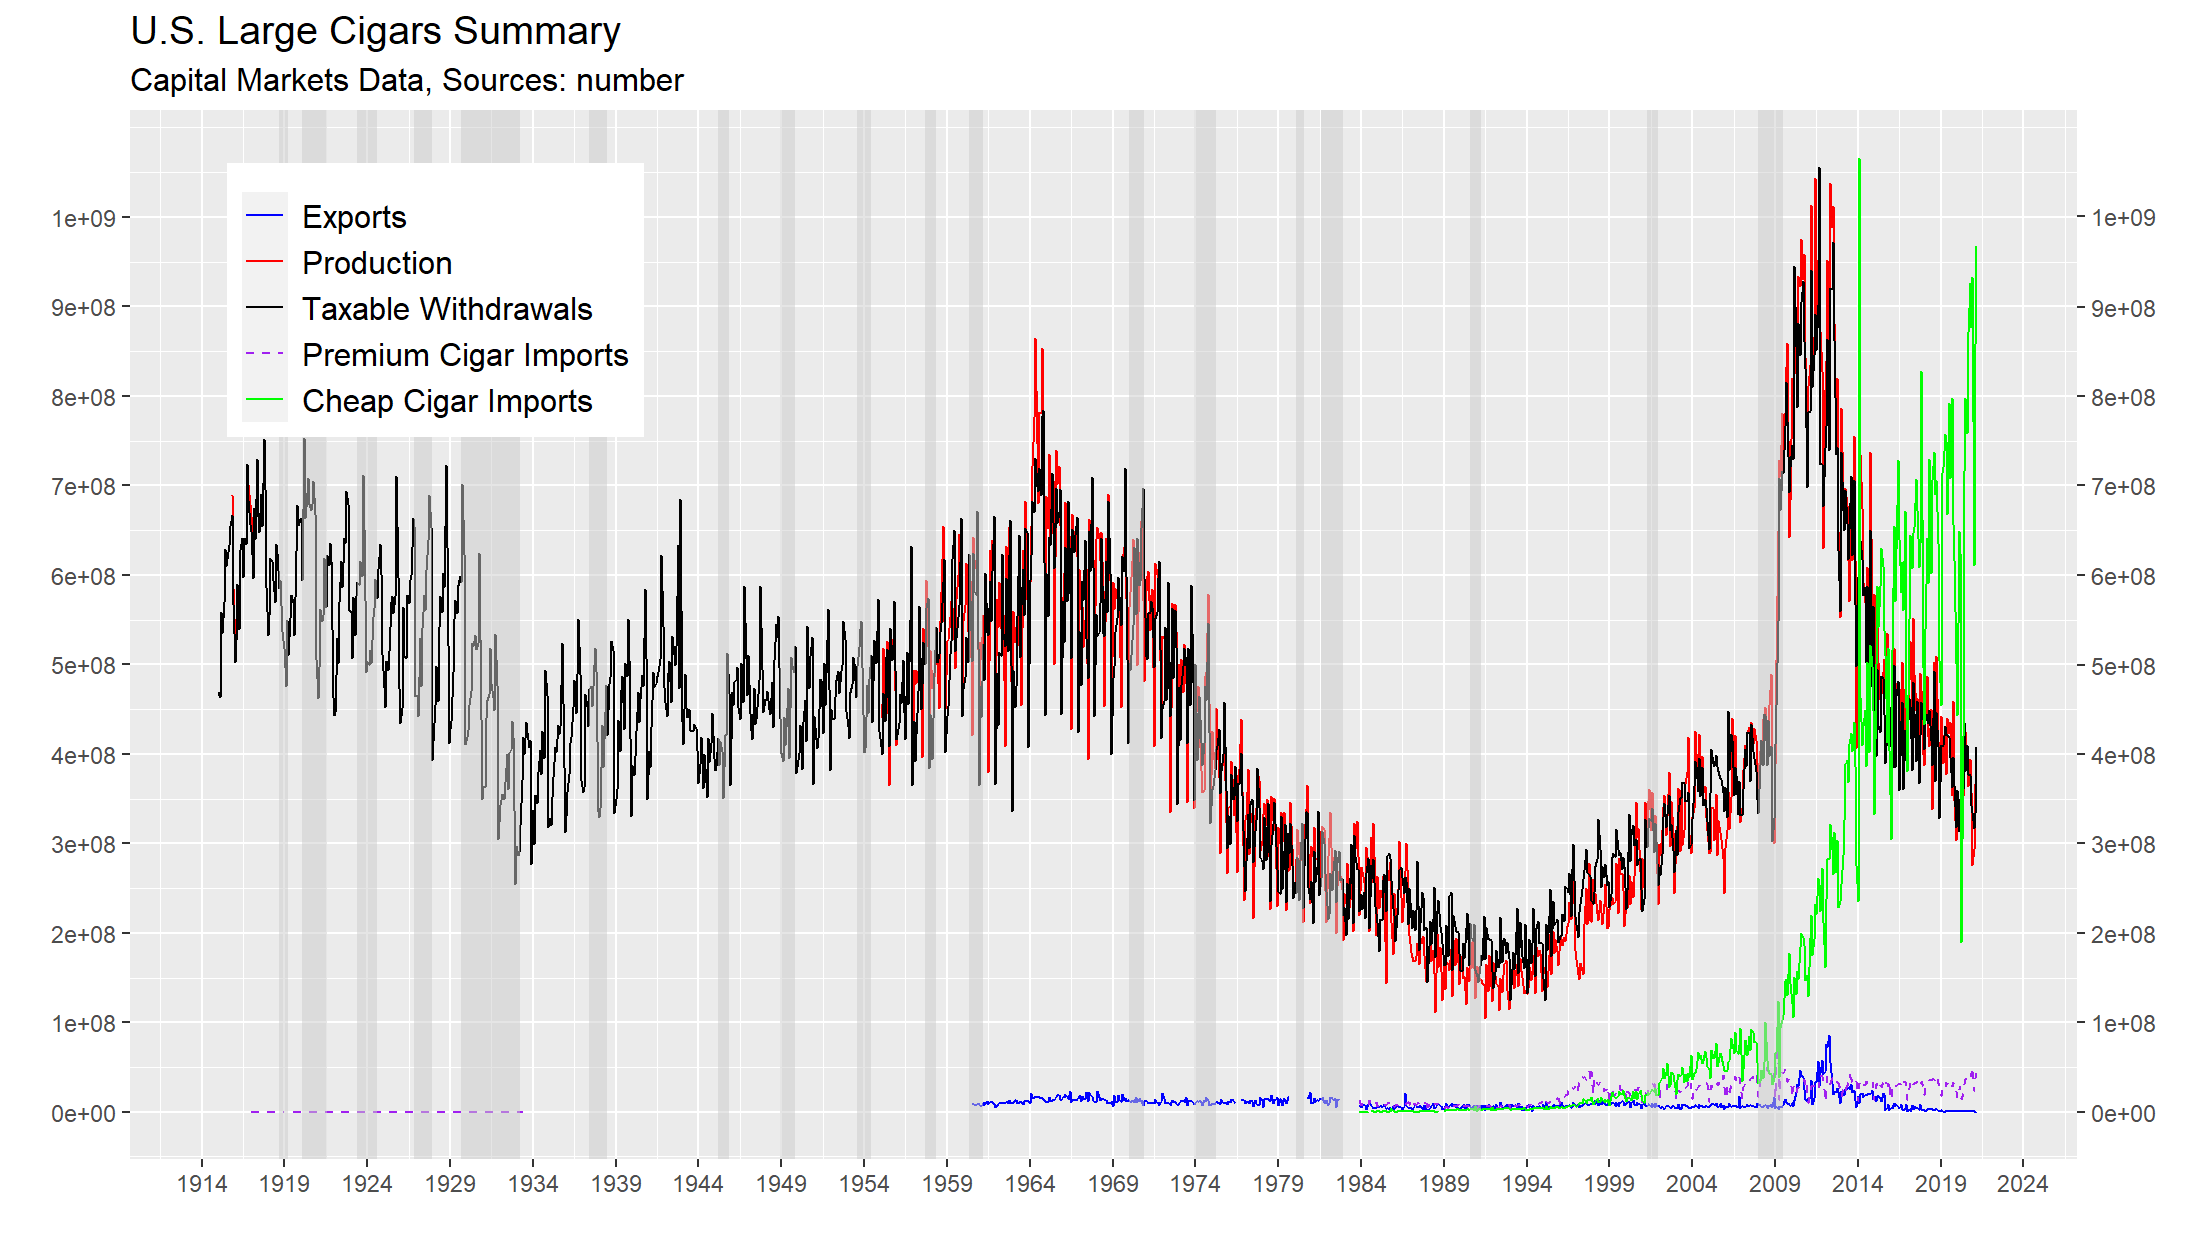 U.S. Large Cigars Summary
Capital Markets Data, Sources: number
Exports
Production
Taxable Withdrawals
Premium Cigar Imports
Cheap Cigar Imports
1e+09 1e+09
9e+08 9e+08
8e+08 8e+08
7e+08 7e+08
6e+08 6e+08
5e+08 5e+08
4e+08 4e+08
3e+08 3e+08
2e+08 2e+08
1e+08 1e+08
0e+00 0e+00
1914 1919 1924 1929 1934 1939 1944 1949 1954 1959 1964 1969 1974 1979 1984 1989 1994 1999 2004 2009 2014 2019 2024